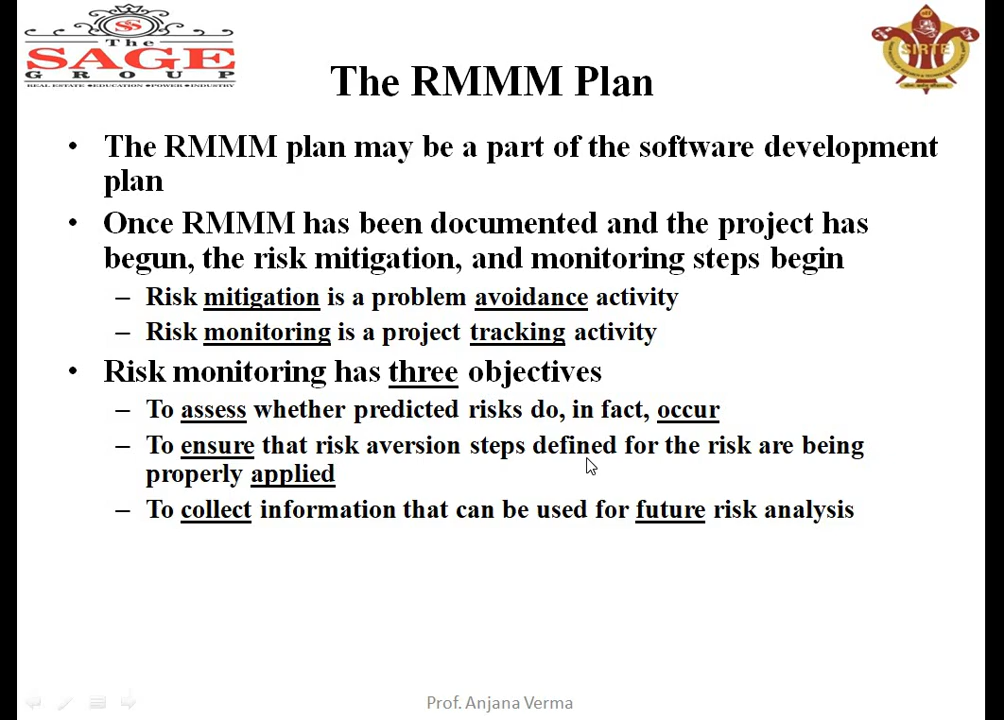 The
SAGE
GROUP
REAL ESTATE ●EDUCATION ●POWER ●INDUSTRY
SIRTE
The RMMM Plan
• The RMMM plan may be a part of the software development
plan
• Once RMMM has been documented and the project has
begun, the risk mitigation, and monitoring steps begin
– Risk mitigation is a problem avoidance activity
– Risk monitoring is a project tracking activity
• Risk monitoring has three objectives
– To assess whether predicted risks do, in fact, occur
– To ensure that risk aversion steps defined for the risk are being
properly applied
– To collect information that can be used for future risk analysis
Prof. Anjana Verma